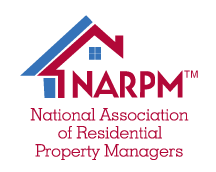 NARPM™
National Association
of Residential
Property Managers